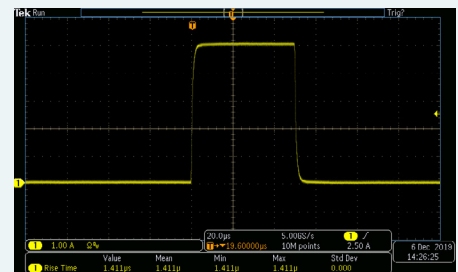 Tek Run Trig?
T
1
1 1.00 A Ω 20.0µs 5.00GS/s 1
T→▼19.60000µs 10M points 2.50 A
6 Dec 2019
14:26:25
Value Mean Min Max Std Dev
1 Rise Time 1.411µ 1.411µ 1.411µ 1.411µ 0.000